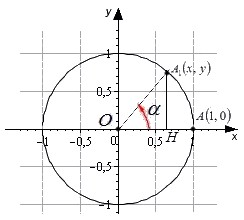 y
1
A₁(x, y)
0,5
α
O
A(1, 0)
-1
-0,5
0
0,5
H
1
x
-0,5
-1